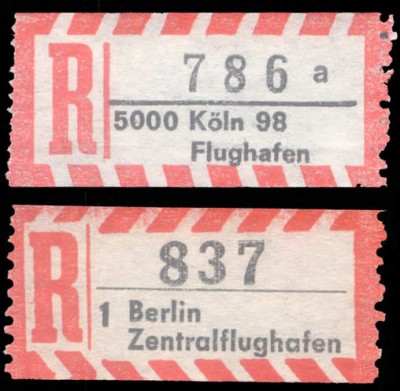 R 786 a
5000 Köln 98
Flughafen
R 837
1 Berlin
Zentralflughafen